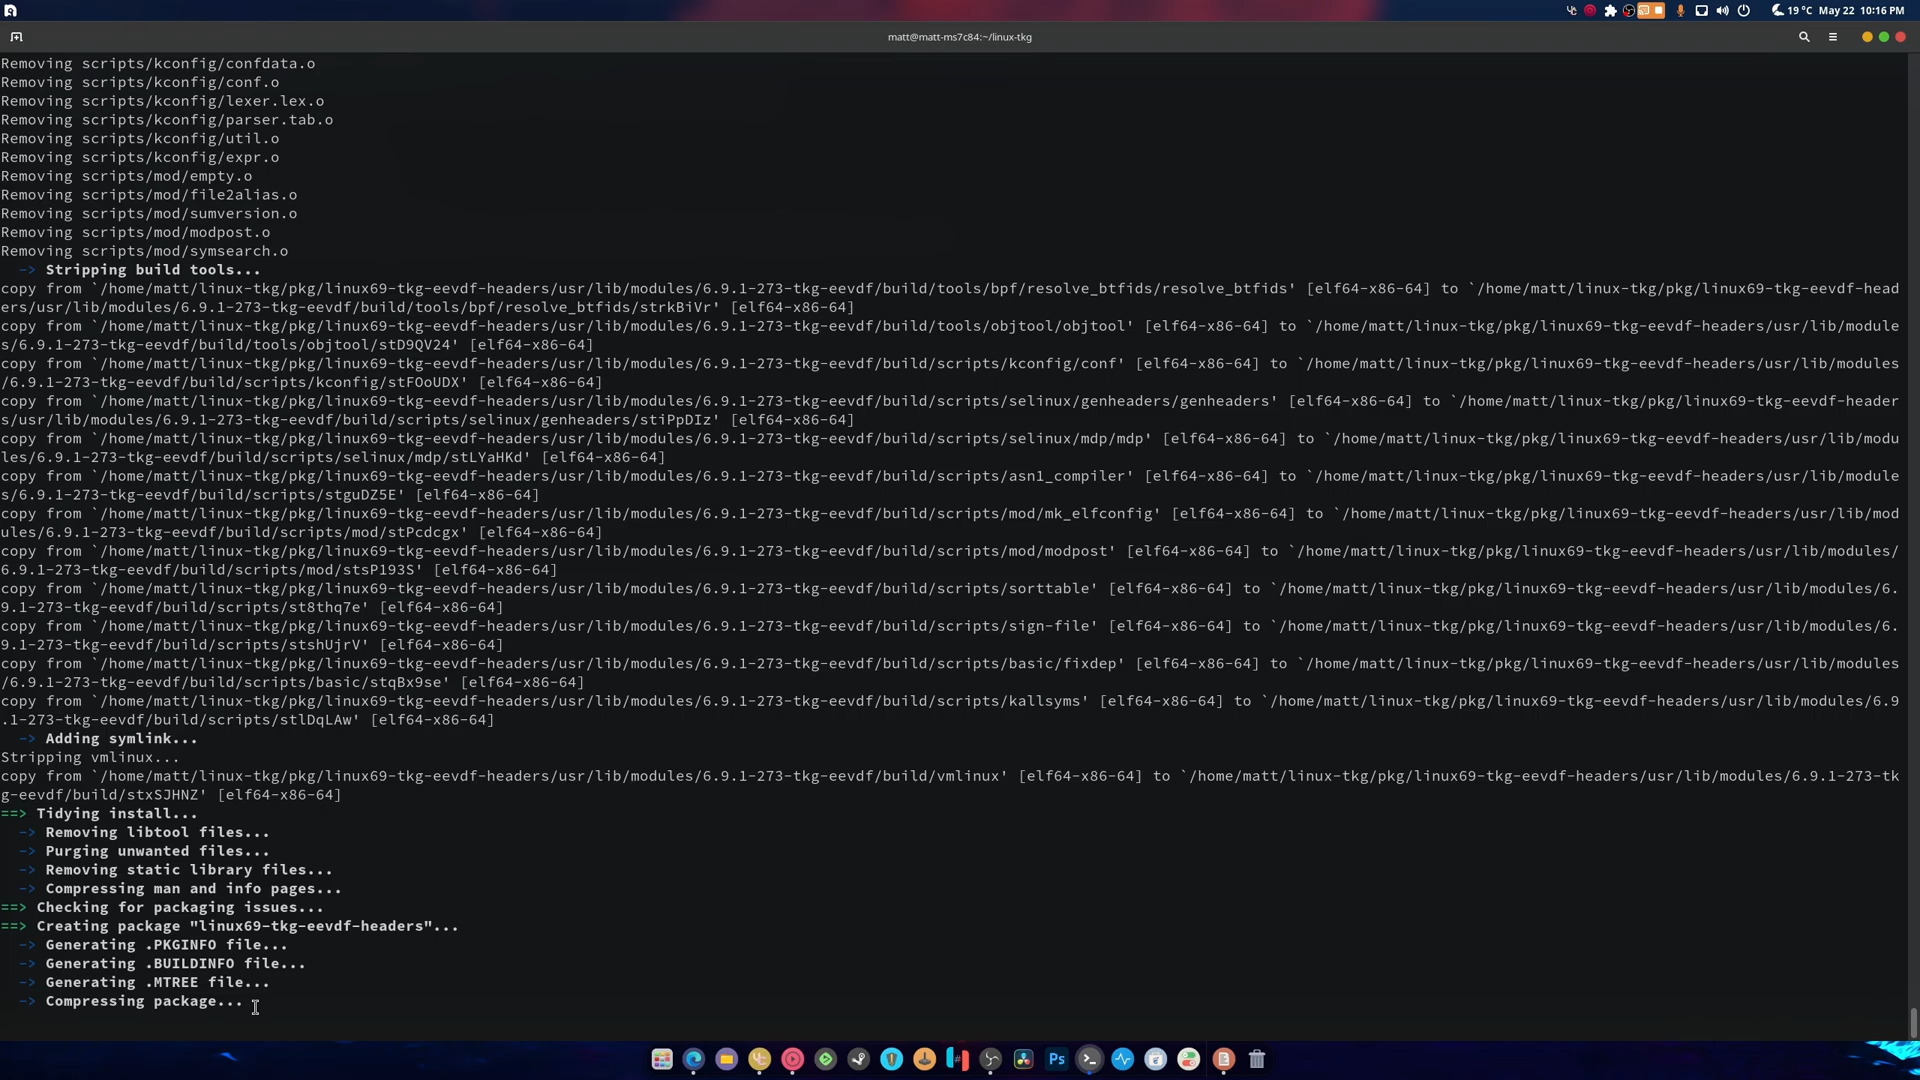 19 °C May 22 10:16 PM
matt@matt-ms7c84:~/linux-tkg
Removing scripts/kconfig/confdata.o
Removing scripts/kconfig/conf.o
Removing scripts/kconfig/lexer.lex.o
Removing scripts/kconfig/parser.tab.o
Removing scripts/kconfig/util.o
Removing scripts/kconfig/expr.o
Removing scripts/mod/empty.o
Removing scripts/mod/file2alias.o
Removing scripts/mod/sumversion.o
Removing scripts/mod/modpost.o
Removing scripts/mod/symsearch.o
-> Stripping build tools...
copy from `/home/matt/linux-tkg/pkg/linux69-tkg-eevdf-headers/usr/lib/modules/6.9.1-273-tkg-eevdf/build/tools/bpf/resolve_btfids/resolve_btfids' [elf64-x86-64] to `/home/matt/linux-tkg/pkg/linux69-tkg-eevdf-head
ers/usr/lib/modules/6.9.1-273-tkg-eevdf/build/tools/bpf/resolve_btfids/strkBiVr' [elf64-x86-64]
copy from `/home/matt/linux-tkg/pkg/linux69-tkg-eevdf-headers/usr/lib/modules/6.9.1-273-tkg-eevdf/build/tools/objtool/objtool' [elf64-x86-64] to `/home/matt/linux-tkg/pkg/linux69-tkg-eevdf-headers/usr/lib/module
s/6.9.1-273-tkg-eevdf/build/tools/objtool/stD9QV24' [elf64-x86-64]
copy from `/home/matt/linux-tkg/pkg/linux69-tkg-eevdf-headers/usr/lib/modules/6.9.1-273-tkg-eevdf/build/scripts/kconfig/conf' [elf64-x86-64] to `/home/matt/linux-tkg/pkg/linux69-tkg-eevdf-headers/usr/lib/modules
/6.9.1-273-tkg-eevdf/build/scripts/kconfig/stFOoUDX' [elf64-x86-64]
copy from `/home/matt/linux-tkg/pkg/linux69-tkg-eevdf-headers/usr/lib/modules/6.9.1-273-tkg-eevdf/build/scripts/selinux/genheaders/genheaders' [elf64-x86-64] to `/home/matt/linux-tkg/pkg/linux69-tkg-eevdf-header
s/usr/lib/modules/6.9.1-273-tkg-eevdf/build/scripts/selinux/genheaders/stiPpDIz' [elf64-x86-64]
copy from `/home/matt/linux-tkg/pkg/linux69-tkg-eevdf-headers/usr/lib/modules/6.9.1-273-tkg-eevdf/build/scripts/selinux/mdp/mdp' [elf64-x86-64] to `/home/matt/linux-tkg/pkg/linux69-tkg-eevdf-headers/usr/lib/modu
les/6.9.1-273-tkg-eevdf/build/scripts/selinux/mdp/stLYaHKd' [elf64-x86-64]
copy from `/home/matt/linux-tkg/pkg/linux69-tkg-eevdf-headers/usr/lib/modules/6.9.1-273-tkg-eevdf/build/scripts/asn1_compiler' [elf64-x86-64] to `/home/matt/linux-tkg/pkg/linux69-tkg-eevdf-headers/usr/lib/module
s/6.9.1-273-tkg-eevdf/build/scripts/stguDZ5E' [elf64-x86-64]
copy from `/home/matt/linux-tkg/pkg/linux69-tkg-eevdf-headers/usr/lib/modules/6.9.1-273-tkg-eevdf/build/scripts/mod/mk_elfconfig' [elf64-x86-64] to `/home/matt/linux-tkg/pkg/linux69-tkg-eevdf-headers/usr/lib/mod
ules/6.9.1-273-tkg-eevdf/build/scripts/mod/stPcdcgx' [elf64-x86-64]
copy from `/home/matt/linux-tkg/pkg/linux69-tkg-eevdf-headers/usr/lib/modules/6.9.1-273-tkg-eevdf/build/scripts/mod/modpost' [elf64-x86-64] to `/home/matt/linux-tkg/pkg/linux69-tkg-eevdf-headers/usr/lib/modules/
6.9.1-273-tkg-eevdf/build/scripts/mod/stsP193S' [elf64-x86-64]
copy from `/home/matt/linux-tkg/pkg/linux69-tkg-eevdf-headers/usr/lib/modules/6.9.1-273-tkg-eevdf/build/scripts/sorttable' [elf64-x86-64] to `/home/matt/linux-tkg/pkg/linux69-tkg-eevdf-headers/usr/lib/modules/6.
9.1-273-tkg-eevdf/build/scripts/st8thq7e' [elf64-x86-64]
copy from `/home/matt/linux-tkg/pkg/linux69-tkg-eevdf-headers/usr/lib/modules/6.9.1-273-tkg-eevdf/build/scripts/sign-file' [elf64-x86-64] to `/home/matt/linux-tkg/pkg/linux69-tkg-eevdf-headers/usr/lib/modules/6.
9.1-273-tkg-eevdf/build/scripts/stshUjrV' [elf64-x86-64]
copy from `/home/matt/linux-tkg/pkg/linux69-tkg-eevdf-headers/usr/lib/modules/6.9.1-273-tkg-eevdf/build/scripts/basic/fixdep' [elf64-x86-64] to `/home/matt/linux-tkg/pkg/linux69-tkg-eevdf-headers/usr/lib/modules
/6.9.1-273-tkg-eevdf/build/scripts/basic/stqBx9se' [elf64-x86-64]
copy from `/home/matt/linux-tkg/pkg/linux69-tkg-eevdf-headers/usr/lib/modules/6.9.1-273-tkg-eevdf/build/scripts/kallsyms' [elf64-x86-64] to `/home/matt/linux-tkg/pkg/linux69-tkg-eevdf-headers/usr/lib/modules/6.9
.1-273-tkg-eevdf/build/scripts/stlDqLAw' [elf64-x86-64]
-> Adding symlink...
Stripping vmlinux...
copy from `/home/matt/linux-tkg/pkg/linux69-tkg-eevdf-headers/usr/lib/modules/6.9.1-273-tkg-eevdf/build/vmlinux' [elf64-x86-64] to `/home/matt/linux-tkg/pkg/linux69-tkg-eevdf-headers/usr/lib/modules/6.9.1-273-tk
g-eevdf/build/stxSJHNZ' [elf64-x86-64]
==> Tidying install...
-> Removing libtool files...
-> Purging unwanted files...
-> Removing static library files...
-> Compressing man and info pages...
==> Checking for packaging issues...
==> Creating package "linux69-tkg-eevdf-headers"...
-> Generating .PKGINFO file...
-> Generating .BUILDINFO file...
-> Generating .MTREE file...
-> Compressing package...
Ps